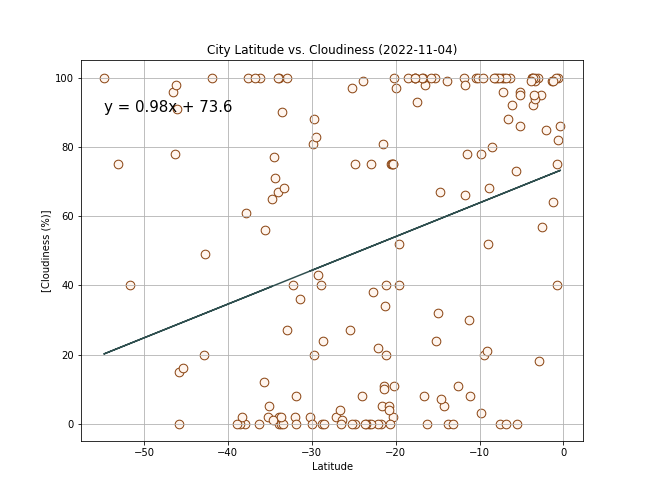 City Latitude vs. Cloudiness (2022-11-04)
100
y = 0.98x + 73.6
80
60
[Cloudiness (%)]
40
20
0
−50 −40 −30 −20 −10 0
Latitude